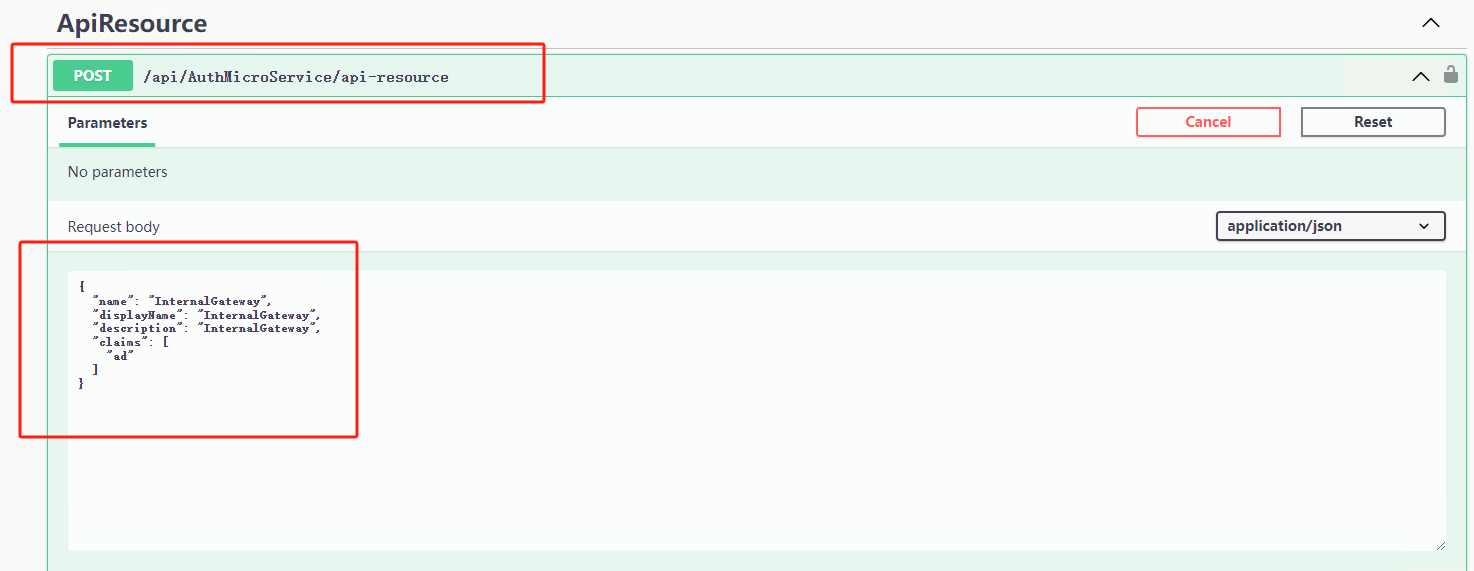 ApiResource
POST /api/AuthMicroService/api-resource
Parameters Cancel Reset
No parameters
Request body application/json
{
  "name": "InternalGateway",
  "displayName": "InternalGateway",
  "description": "InternalGateway",
  "claims": [
    "ad"
  ]
}